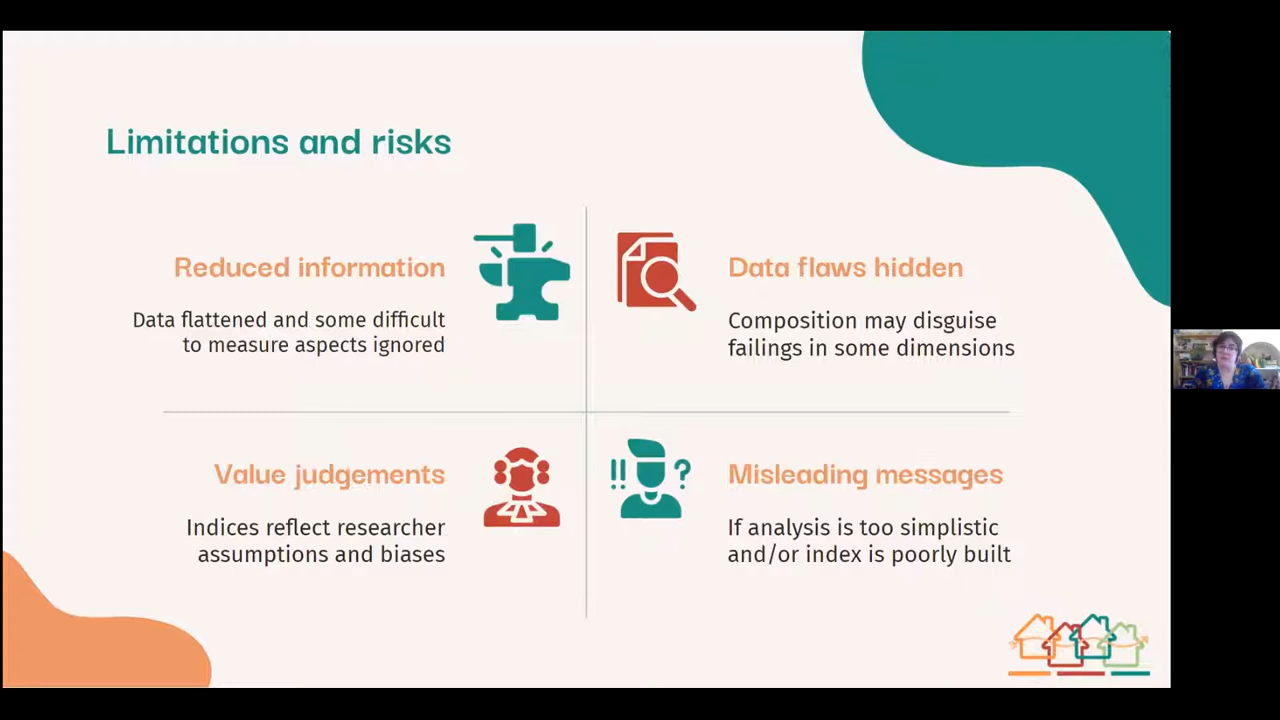 Limitations and risks
Reduced information
Data flattened and some difficult
to measure aspects ignored
Data flaws hidden
Composition may disguise
failings in some dimensions
Value judgements
Indices reflect researcher
assumptions and biases
!! ?
Misleading messages
If analysis is too simplistic
and/or index is poorly built